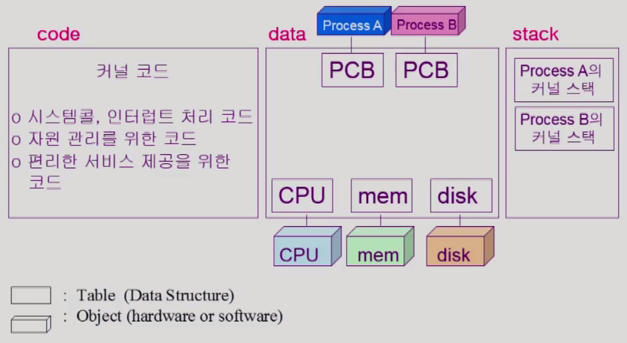 code
data
Process A
Process B
stack
커널 코드
o 시스템콜, 인터럽트 처리 코드
o 자원 관리를 위한 코드
o 편리한 서비스 제공을 위한
코드
PCB
PCB
CPU
mem
disk
CPU
mem
disk
Process A의
커널 스택
Process B의
커널 스택
: Table (Data Structure)
: Object (hardware or software)